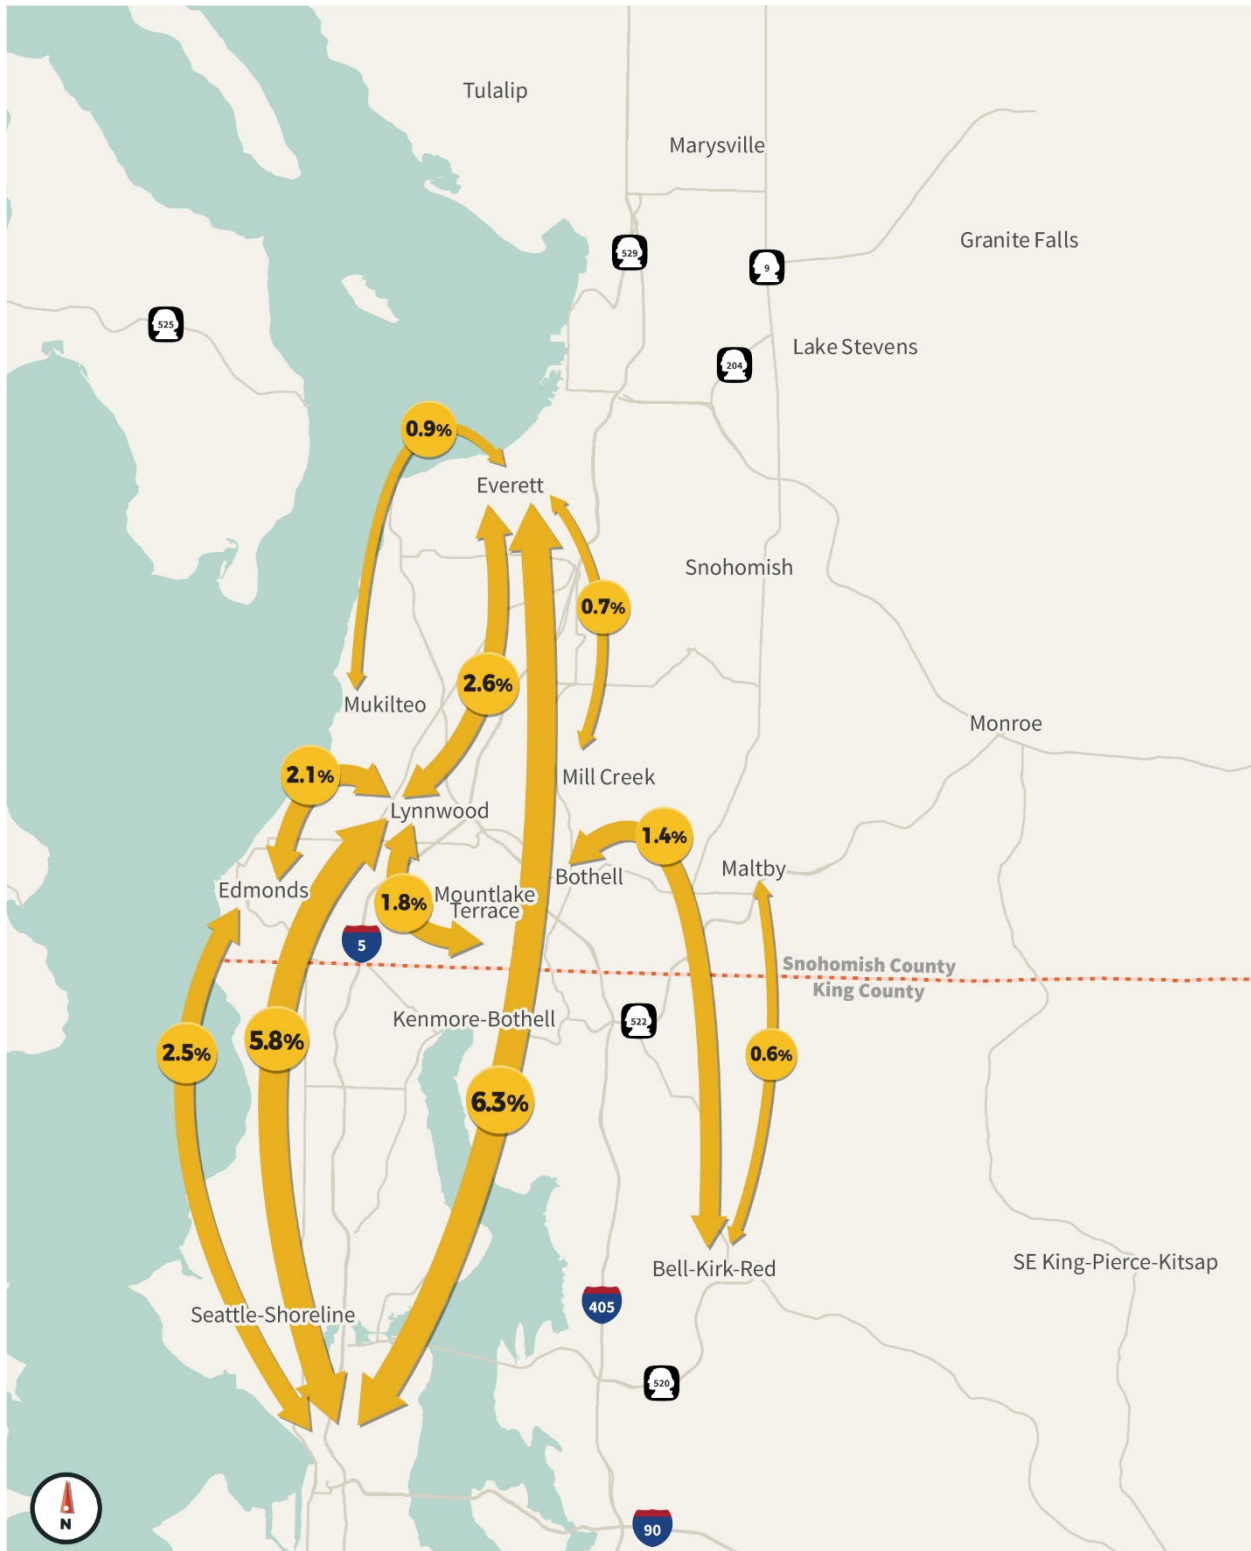 Tulalip
Marysville
Granite Falls
529
9
525
Lake Stevens
204
0.9%
Everett
Snohomish
0.7%
2.6%
Mukilteo
Monroe
2.1%
Mill Creek
Lynnwood
1.4%
Maltby
Bothell
Edmonds
1.8%
Mountlake
Terrace
5
Snohomish County
King County
Kenmore-Bothell
522
5.8%
2.5%
0.6%
6.3%
Bell-Kirk-Red
SE King-Pierce-Kitsap
405
Seattle-Shoreline
520
N
90